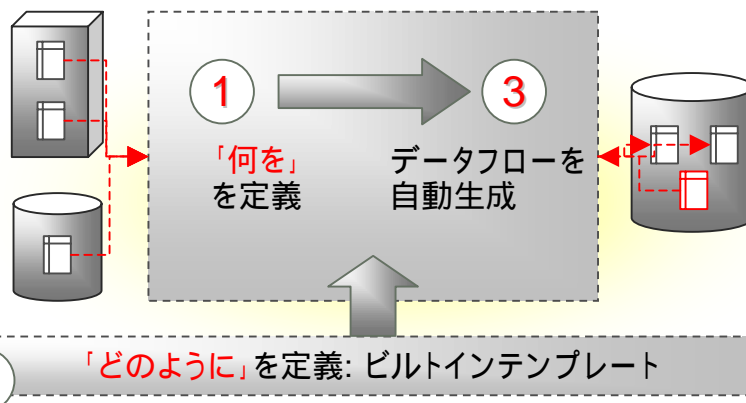 1
3
「何を」
を定義
データフローを
自動生成
「どのように」を定義: ビルトインテンプレート